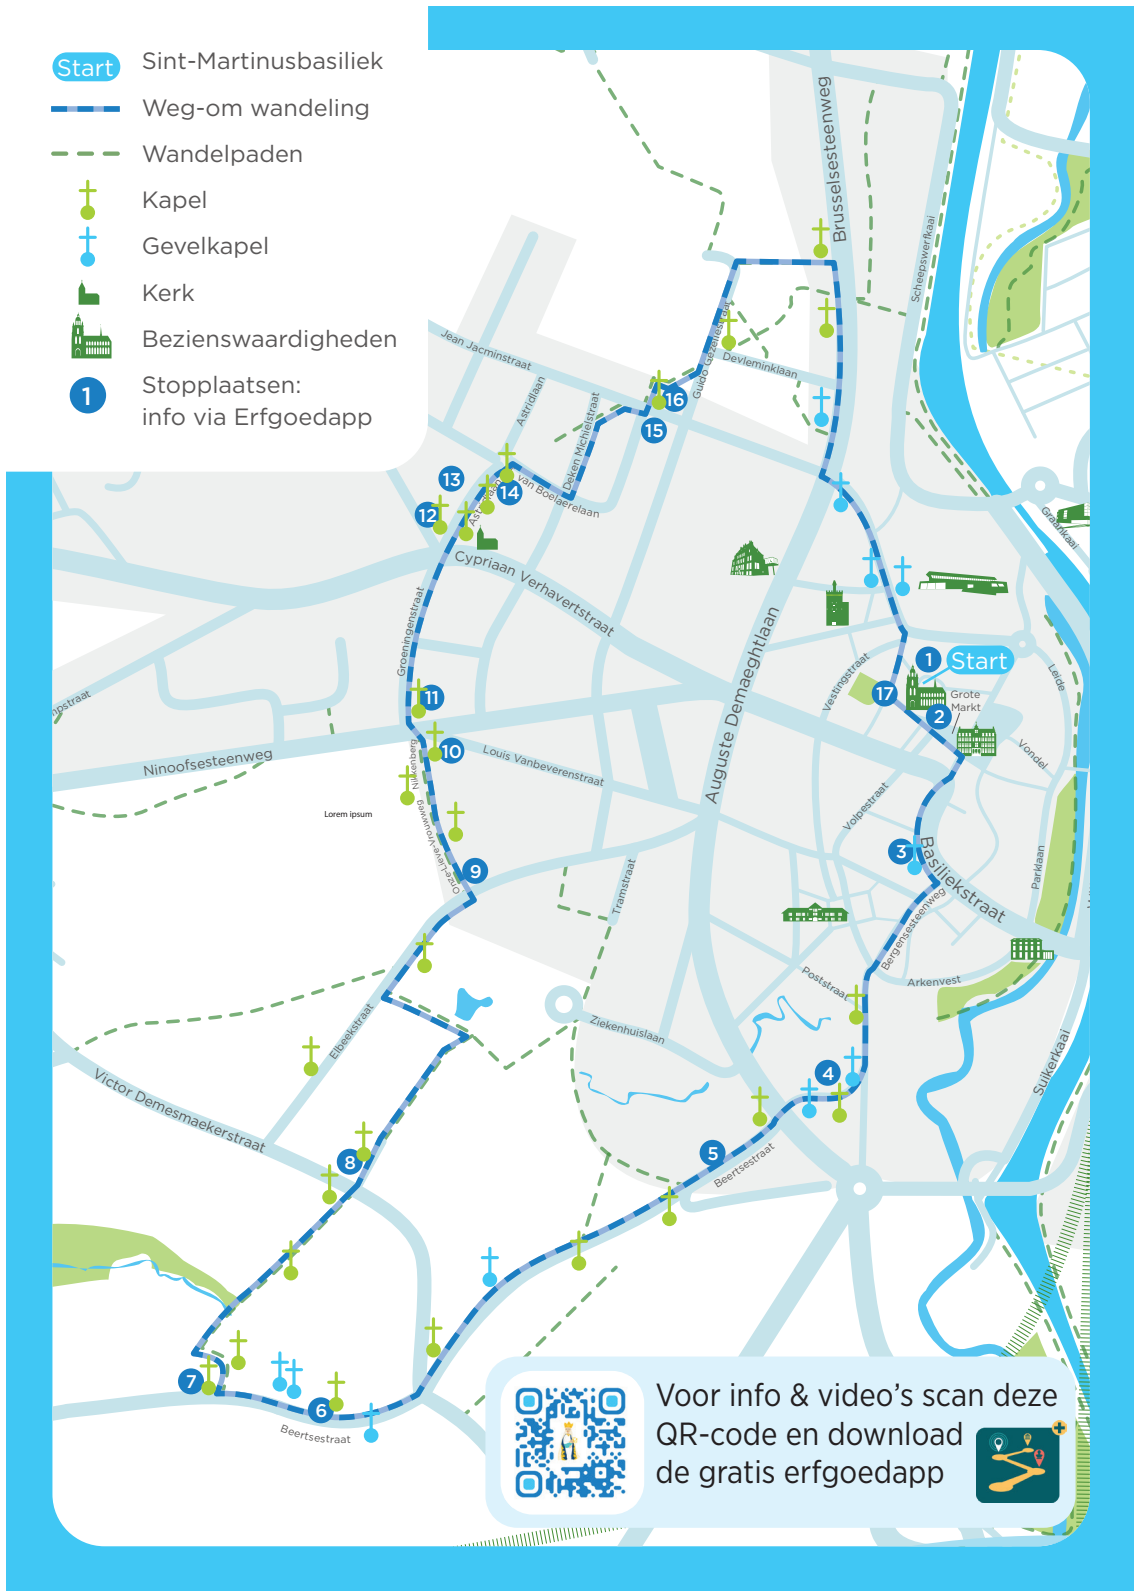 Start
Sint-Martinusbasiliek
Weg-om wandeling
Wandelpaden
Kapel
Gevelkapel
Kerk
Bezienswaardigheden
1
Stopplaatsen:
info via Erfgoedapp
Brusselsesteenweg
Scheepswerfkaai
Jean Jacminstraat
Guido Gezellestraat
Devleminklaan
Astridlaan
Deken Michielstraat
16
15
13
14
12
van Boelaerelaan
Graankaai
Cypriaan Verhavertstraat
Groeningenstraat
Auguste Demaeghtlaan
Vestingstraat
1
Start
Leide
17
Grote
Markt
2
11
10
Ninoofsesteenweg
Nijkkenberg
Louis Vanbeverenstraat
Vondel
Volpestraat
Lorem ipsum
Onze-Lieve-Vrouwweg
3
Basiliekstraat
Parklaan
9
Tramstraat
Bergensesteenweg
Poststraat
Arkenvest
Elbeekstraat
Ziekenhuislaan
Suikerkaai
4
Victor Demesmaekerstraat
5
Beertsestraat
8
7
6
Beertsestraat
Voor info & video’s scan deze
QR-code en download
de gratis erfgoedapp